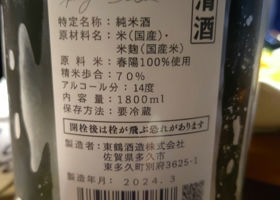 清酒
特定名称：純米酒
原材料名：米(国産)・
米麹(国産米)
原 料 米：春陽100%使用
精米歩合：70%
アルコール分：14度
内 容 量：1800ml
保存方法：要冷蔵
開栓後は栓が飛ぶ恐れがあります
製造者：東鶴酒造株式会社
佐賀県多久市
東多久町別府3625-1
製造年月：2024.3